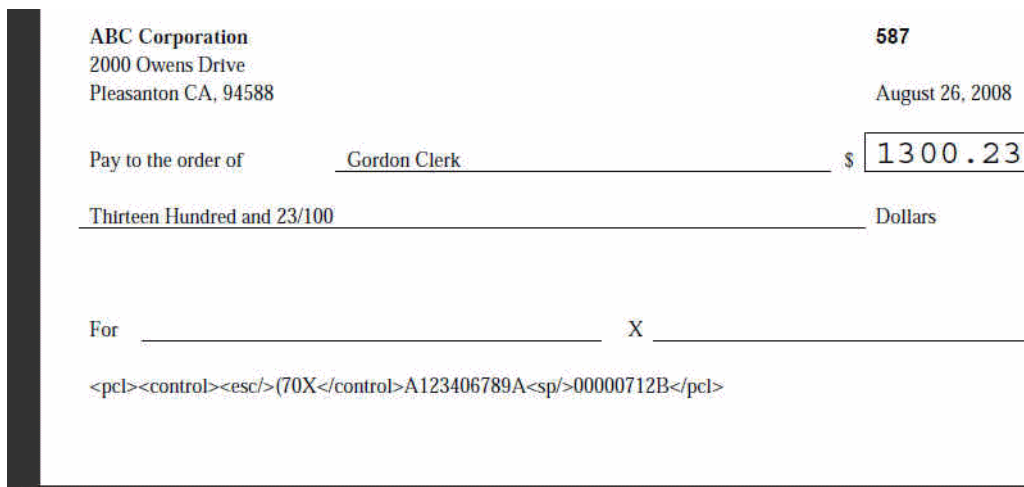 ABC Corporation 587
2000 Owens Drive
Pleasanton CA, 94588 August 26, 2008
Pay to the order of Gordon Clerk $ 1300.23
Thirteen Hundred and 23/100 Dollars
For X
<pcl><control><esc/>(70X</control>A123406789A<sp/>00000712B</pcl>